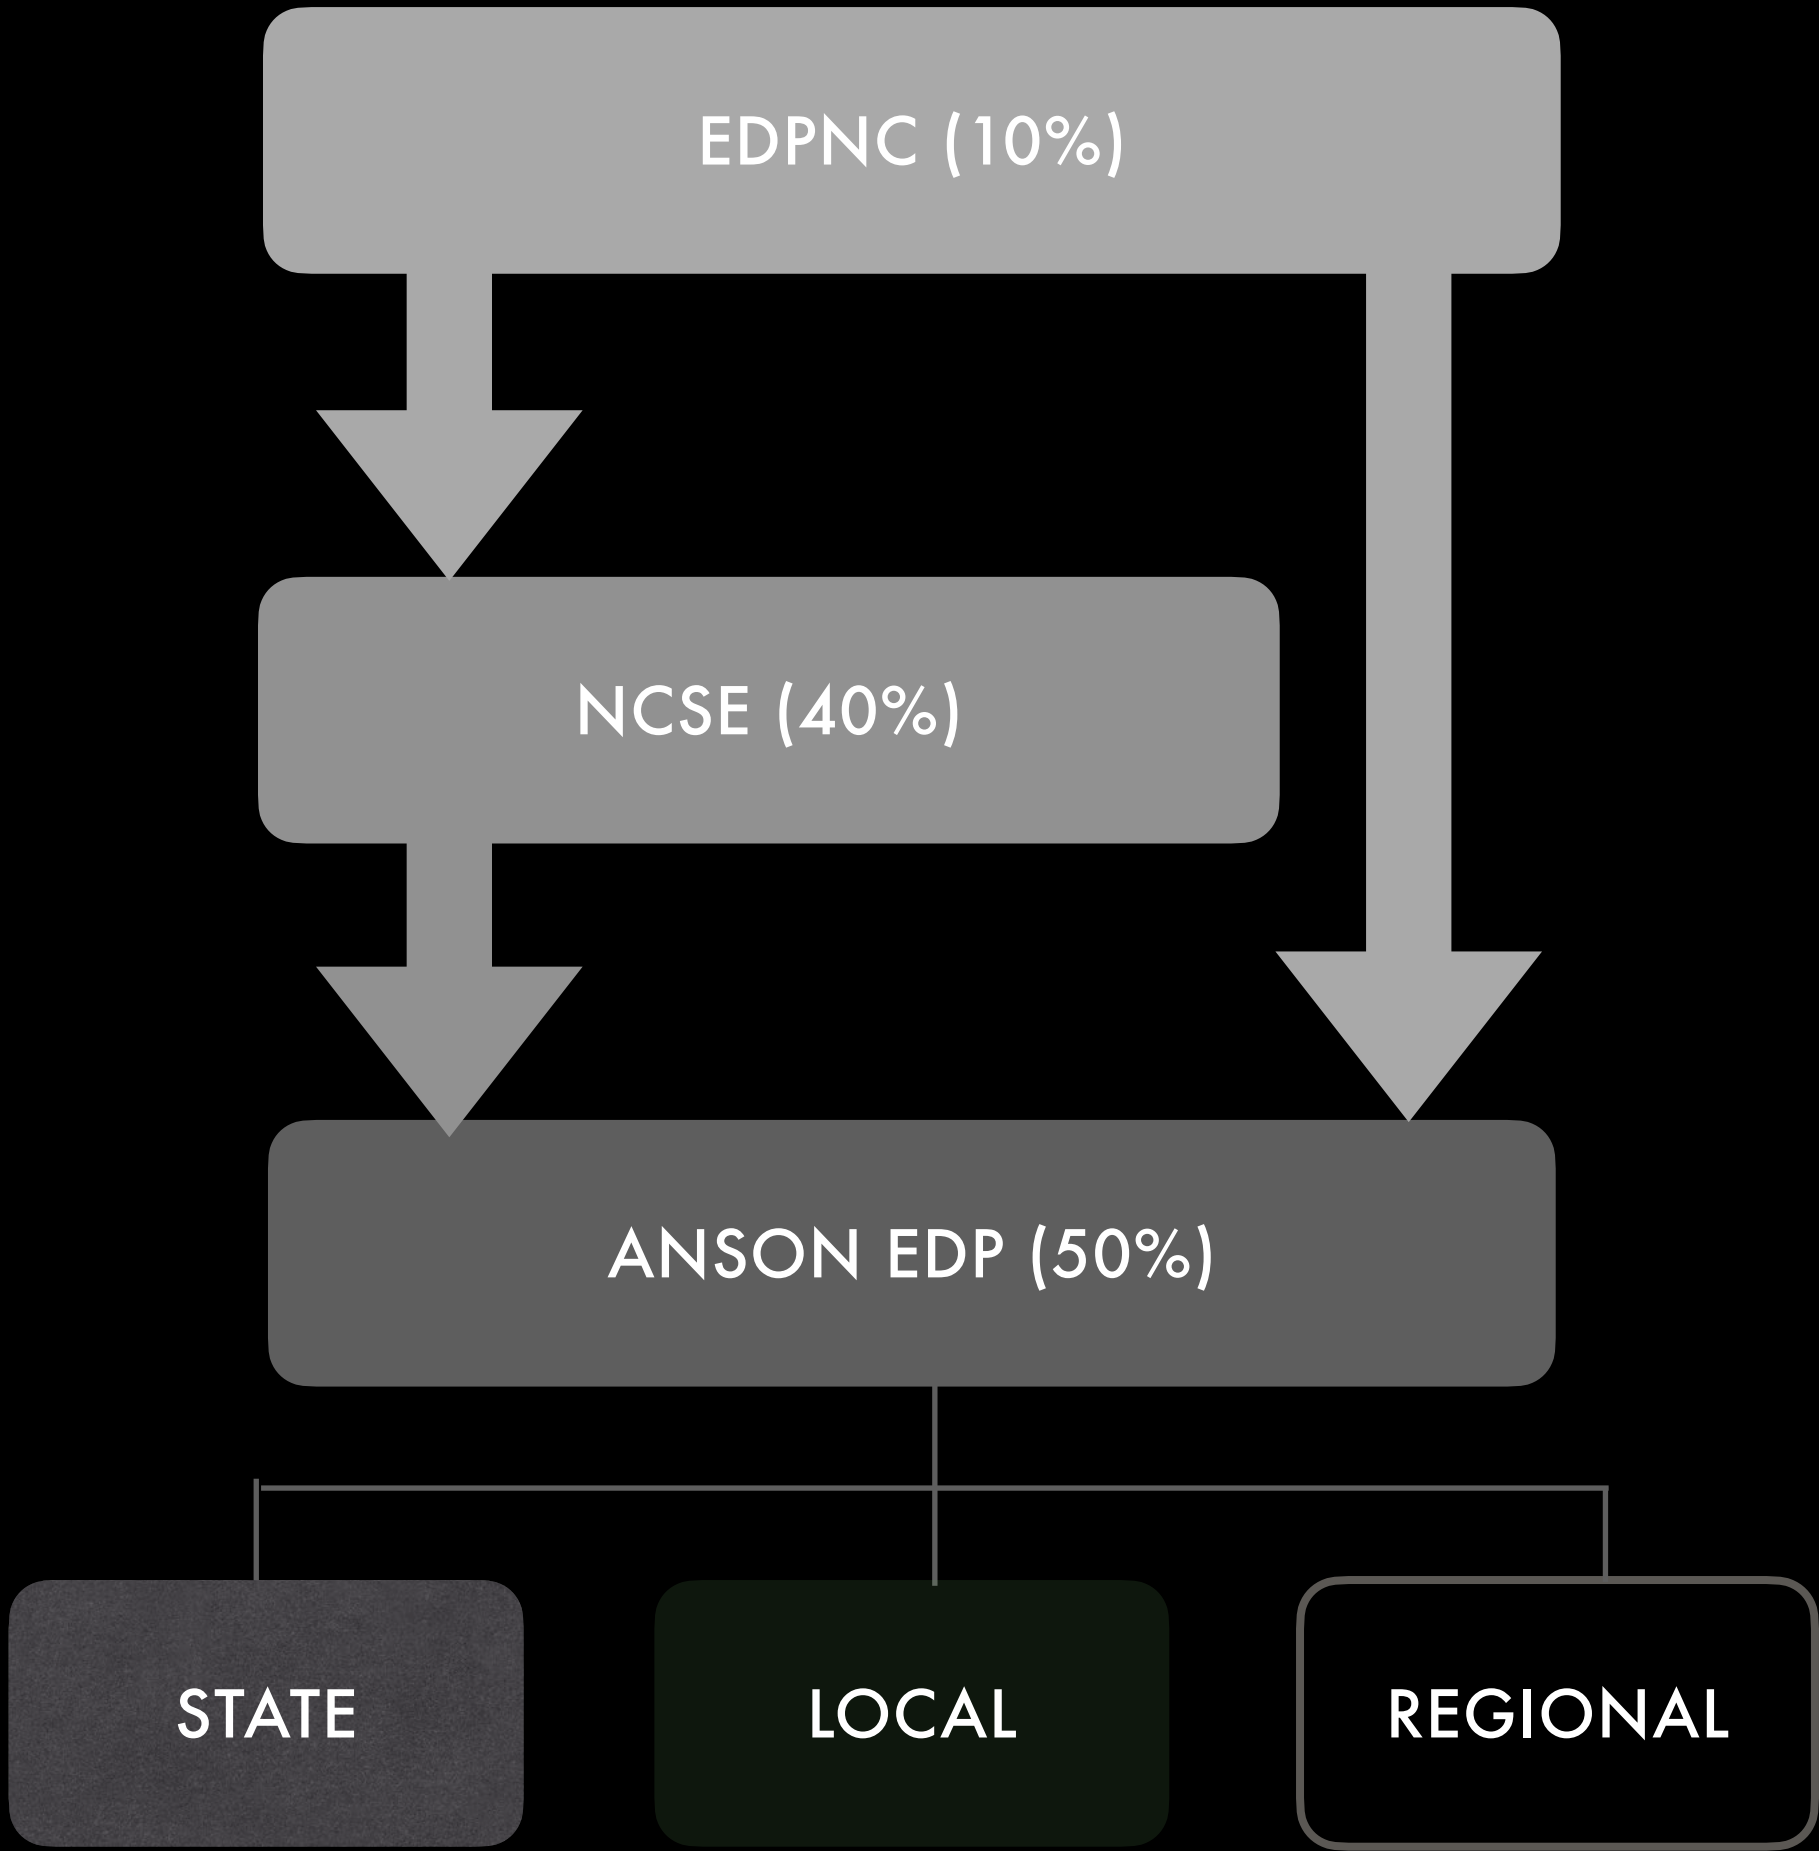 EDPNC (10%)
NCSE (40%)
ANSON EDP (50%)
STATE
LOCAL
REGIONAL